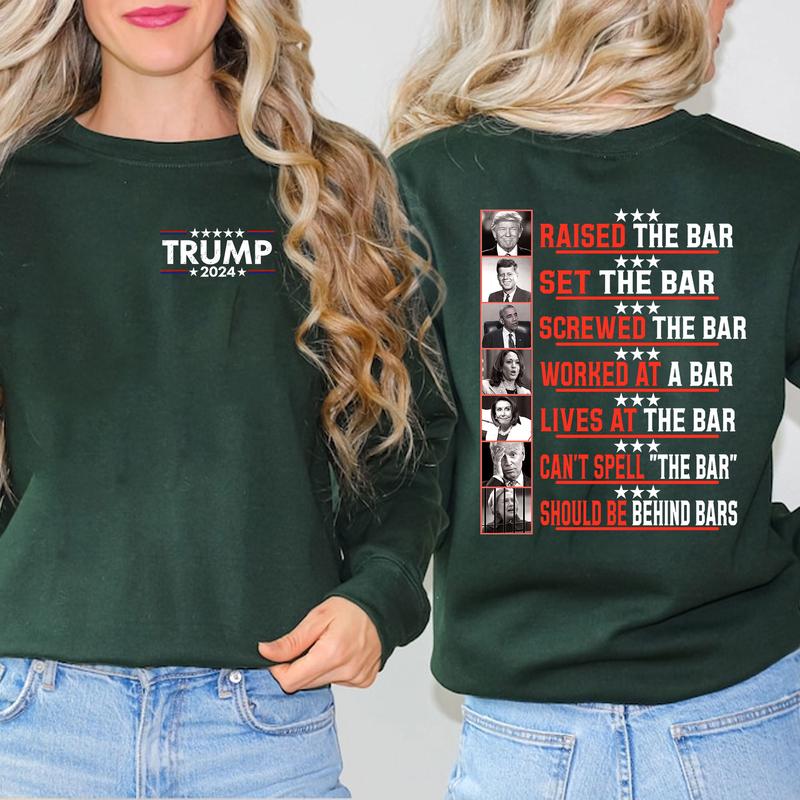 TRUMP
2024
RAISED THE BAR
SET THE BAR
SCREWED THE BAR
WORKED AT A BAR
LIVES AT THE BAR
CAN'T SPELL "THE BAR"
SHOULD BE BEHIND BARS